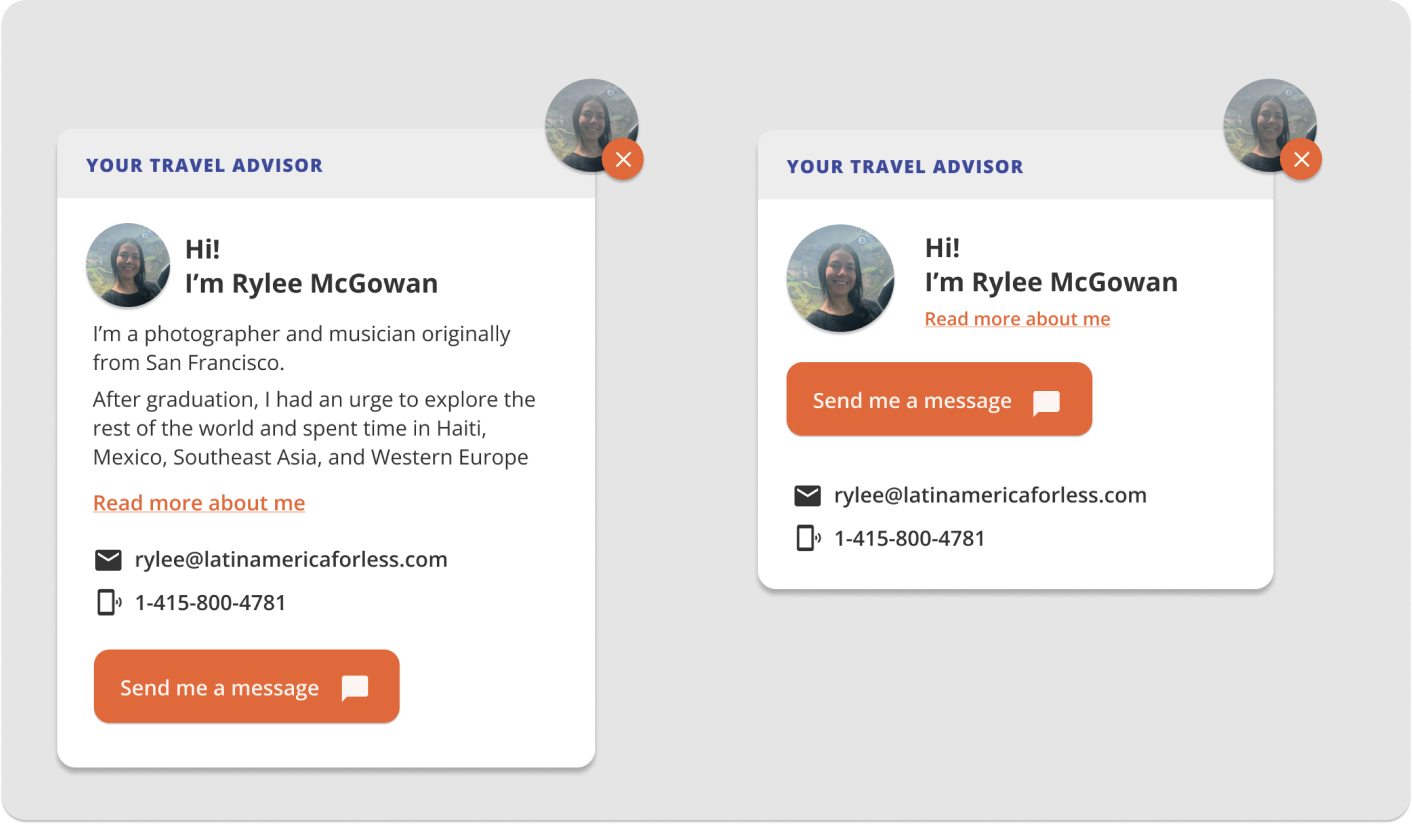 YOUR TRAVEL ADVISOR
Hi!
I’m Rylee McGowan
I’m a photographer and musician originally
from San Francisco.
After graduation, I had an urge to explore the
rest of the world and spent time in Haiti,
Mexico, Southeast Asia, and Western Europe
Read more about me
rylee@latinamericaforless.com
1-415-800-4781
Send me a message
YOUR TRAVEL ADVISOR
Hi!
I’m Rylee McGowan
Read more about me
Send me a message
rylee@latinamericaforless.com
1-415-800-4781